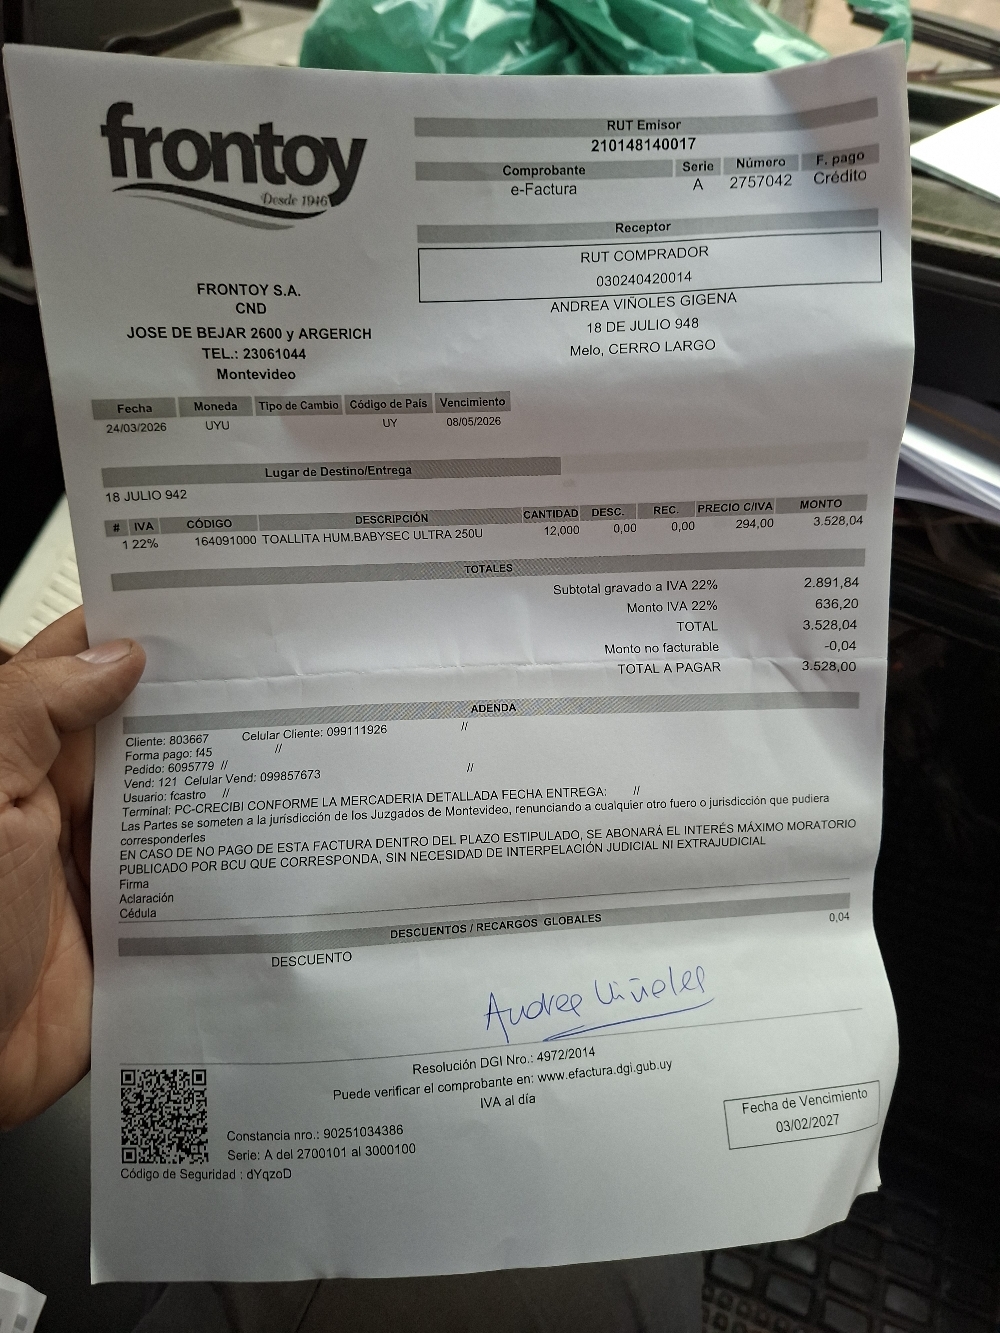 frontoy
Desde 1946
FRONTOY S.A.
CND
JOSE DE BEJAR 2600 y ARGERICH
TEL.: 23061044
Montevideo
RUT Emisor
210148140017
Comprobante Serie Número F. pago
e-Factura A 2757042 Crédito
Receptor
RUT COMPRADOR
030240420014
ANDREA VIÑOLES GIGENA
18 DE JULIO 948
Melo, CERRO LARGO
Fecha Moneda Tipo de Cambio Código de País Vencimiento
24/03/2026 UYU UY 08/05/2026
Lugar de Destino/Entrega
18 JULIO 942
# IVA CÓDIGO DESCRIPCIÓN CANTIDAD DESC. REC. PRECIO C/IVA MONTO
1 22% 164091000 TOALLITA HUM.BABYSEC ULTRA 250U 12,000 0,00 0,00 294,00 3.528,04
TOTALES
Subtotal gravado a IVA 22% 2.891,84
Monto IVA 22% 636,20
TOTAL 3.528,04
Monto no facturable -0,04
TOTAL A PAGAR 3.528,00
ADENDA
Cliente: 803667 Celular Cliente: 099111926 //
Forma pago: f45 //
Pedido: 6095779 //
Vend: 121 Celular Vend: 099857673 //
Usuario: fcastro //
Terminal: PC-CRECIBI CONFORME LA MERCADERIA DETALLADA FECHA ENTREGA: //
Las Partes se someten a la jurisdicción de los Juzgados de Montevideo, renunciando a cualquier otro fuero o jurisdicción que pudiera
corresponderles
EN CASO DE NO PAGO DE ESTA FACTURA DENTRO DEL PLAZO ESTIPULADO, SE ABONARÁ EL INTERÉS MÁXIMO MORATORIO
PUBLICADO POR BCU QUE CORRESPONDA, SIN NECESIDAD DE INTERPELACIÓN JUDICIAL NI EXTRAJUDICIAL
Firma
Aclaración
Cédula
DESCUENTOS / RECARGOS GLOBALES
DESCUENTO 0,04
Andrea Viñoles
Resolución DGI Nro.: 4972/2014
Puede verificar el comprobante en: www.efactura.dgi.gub.uy
IVA al día
Constancia nro.: 90251034386
Serie: A del 2700101 al 3000100
Código de Seguridad : dYqzoD
Fecha de Vencimiento
03/02/2027